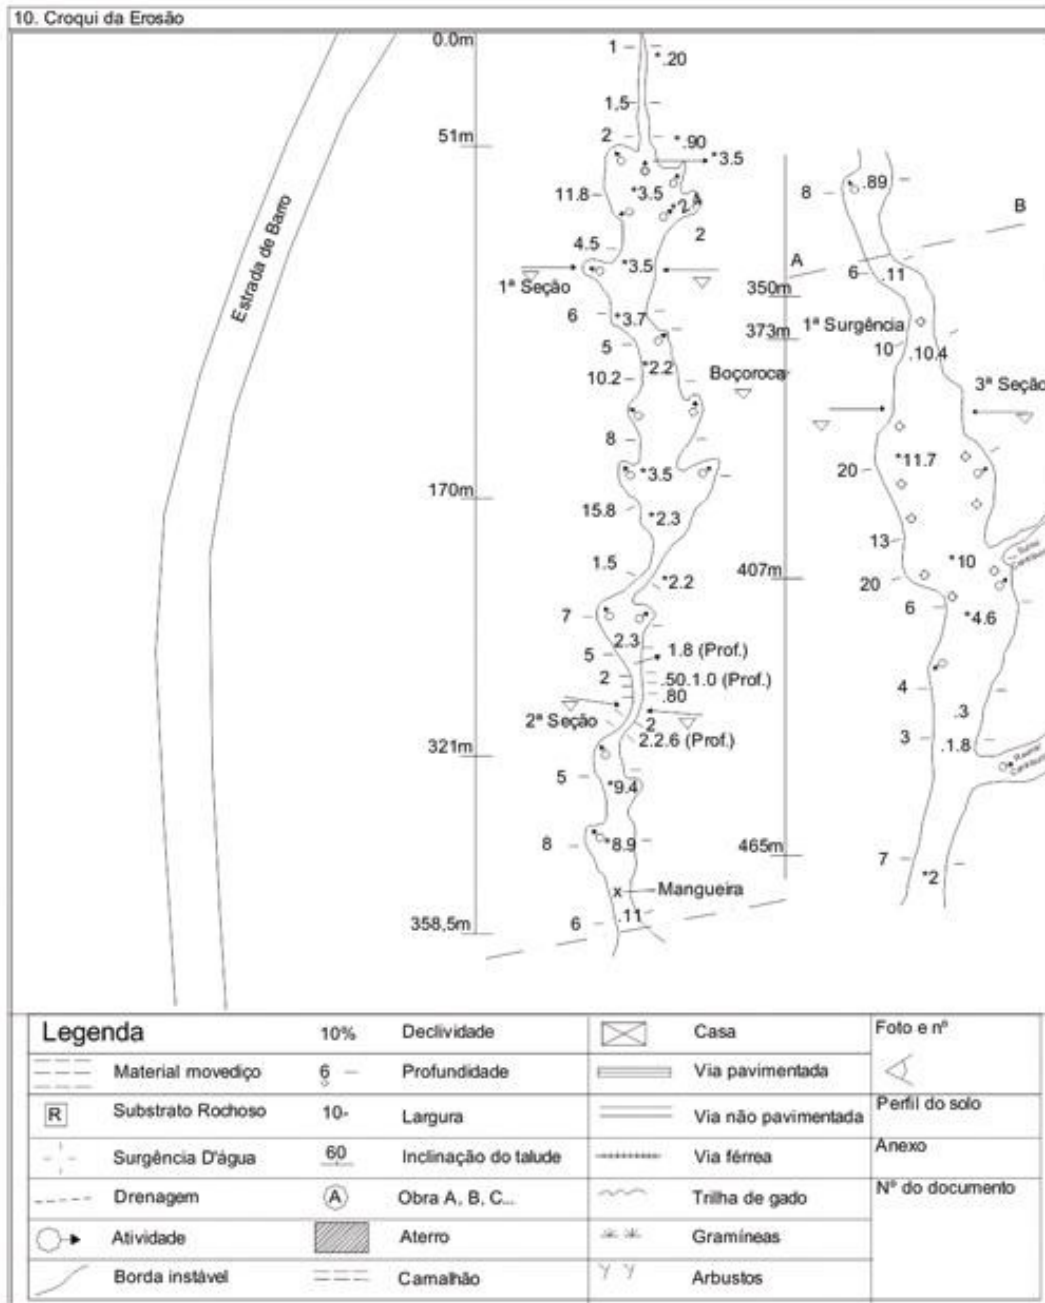 10. Croqui da Erosão
0.0m
1
*.20
1,5
51m
2
*.90
*3.5
11.8
*3.5
*2.4
2
4.5
*3.5
1ª Seção
6
*3.7
5
*2.2
10.2
8
*3.5
170m
15.8
*2.3
1.5
*2.2
7
2.3
5
1.8 (Prof.)
2
.50.1.0 (Prof.)
.80
2ª Seção
2
2.2.6 (Prof.)
321m
5
*9.4
8
*8.9
x
Mangueira
358,5m
6
.11
Estrada de Barro
8
.89
B
A
6
.11
350m
373m
1ª Surgência
10
.10.4
Boçoroca
3ª Seção
20
*11.7
13
*10
407m
20
6
*4.6
4
.3
3
.1.8
465m
7
*2
Legenda
10%
Declividade
Casa
Foto e nº
Material movediço
6
Profundidade
Via pavimentada
R
Substrato Rochoso
10-
Largura
Via não pavimentada
Perfil do solo
Surgência D'água
60
Inclinação do talude
Via férrea
Anexo
Drenagem
A
Obra A, B, C...
Trilha de gado
Nº do documento
Atividade
Aterro
Gramíneas
Borda instável
Camalhão
Arbustos